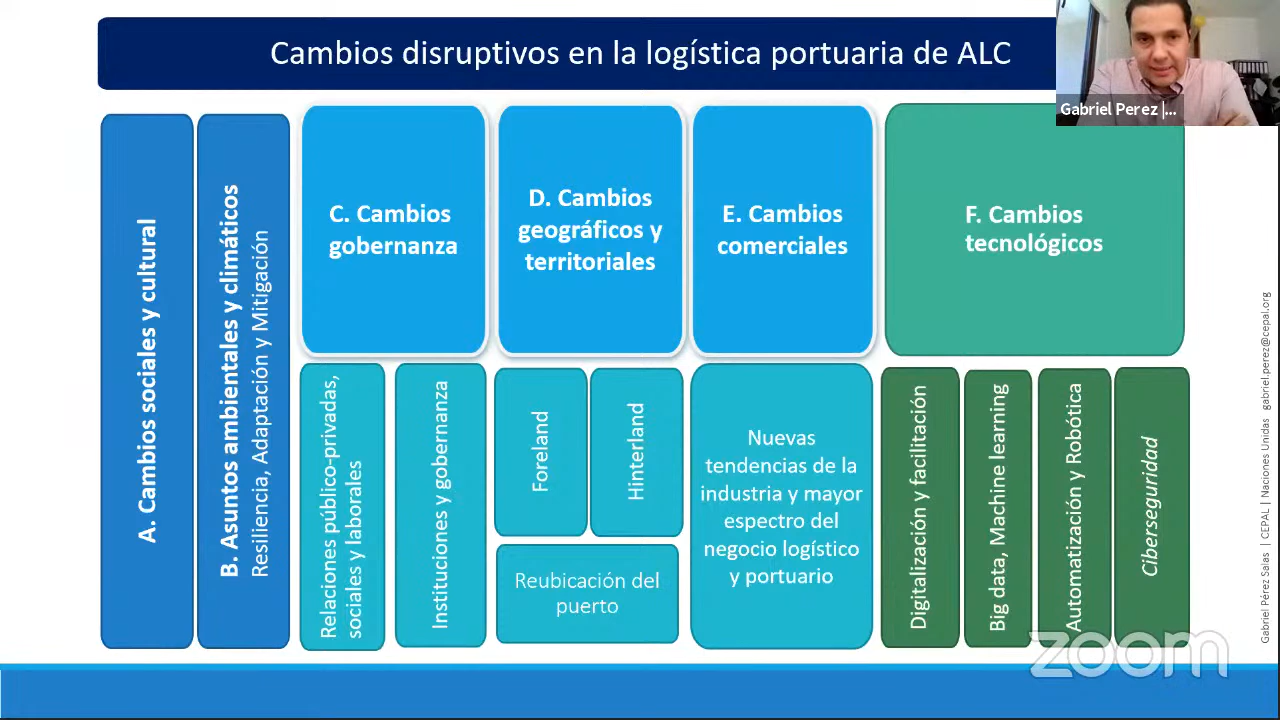 Cambios disruptivos en la logística portuaria de ALC
Gabriel Perez |...
A. Cambios sociales y cultural
B. Asuntos ambientales y climáticos
Resiliencia, Adaptación y Mitigación
C. Cambios
gobernanza
Relaciones público-privadas,
sociales y laborales
Instituciones y gobernanza
D. Cambios
geográficos y
territoriales
Foreland
Hinterland
Reubicación del
puerto
E. Cambios
comerciales
Nuevas
tendencias de la
industria y mayor
espectro del
negocio logístico
y portuario
F. Cambios
tecnológicos
Digitalización y facilitación
Big data, Machine learning
Automatización y Robótica
Ciberseguridad
Gabriel Pérez Salas | CEPAL | Naciones Unidas gabriel.perez@cepal.org
zoom